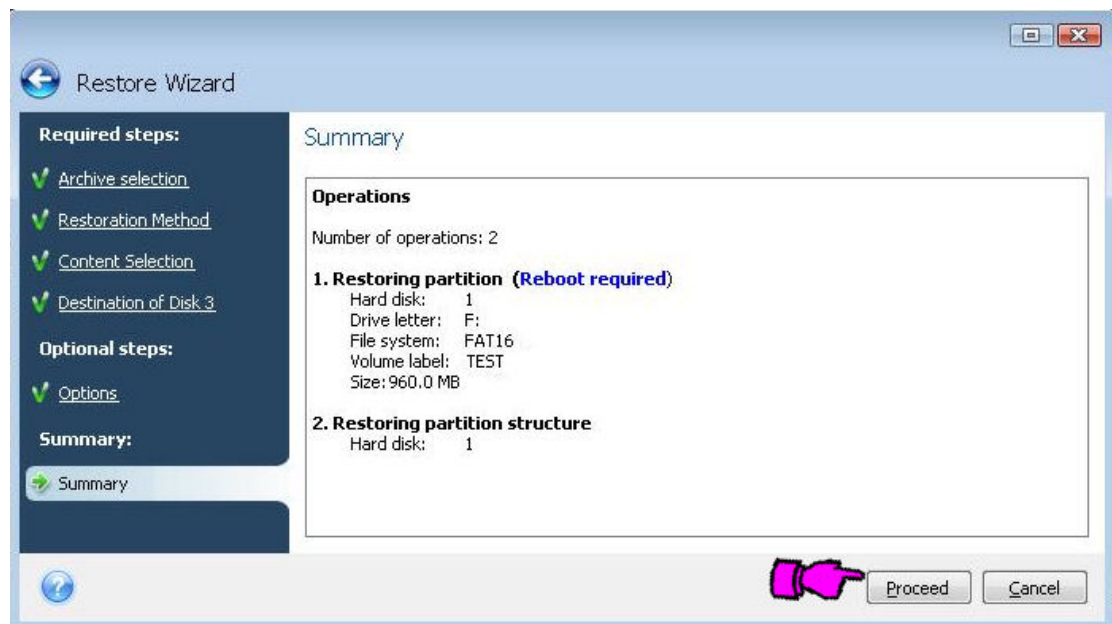 Restore Wizard
Required steps:
Archive selection
Restoration Method
Content Selection
Destination of Disk 3
Optional steps:
Options
Summary:
Summary
Summary
Operations
Number of operations: 2
1. Restoring partition (Reboot required)
Hard disk: 1
Drive letter: F:
File system: FAT16
Volume label: TEST
Size: 960.0 MB
2. Restoring partition structure
Hard disk: 1
?
Proceed
Cancel